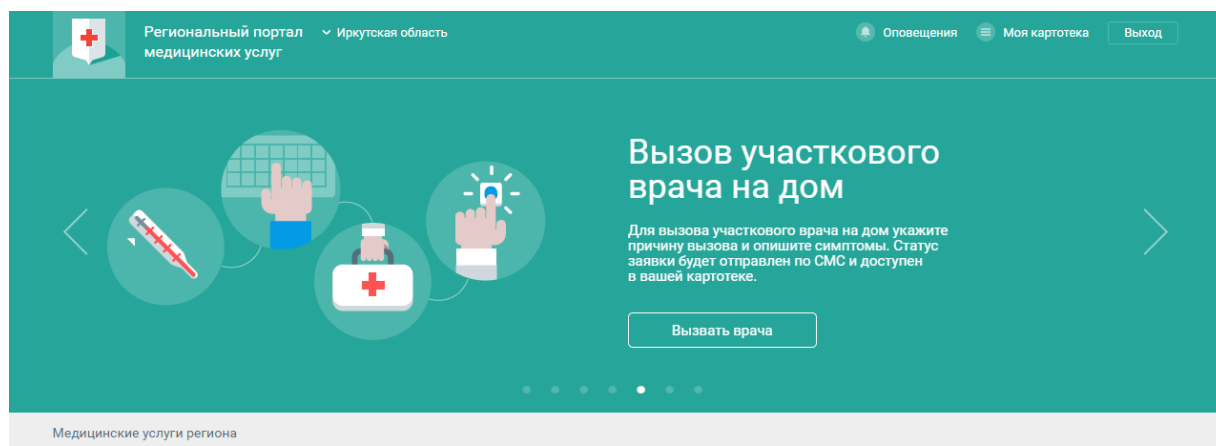 Региональный портал
медицинских услуг
Иркутская область
Оповещения
Моя картотека
Выход
Вызов участкового
врача на дом
Для вызова участкового врача на дом укажите
причину вызова и опишите симптомы. Статус
заявки будет отправлен по СМС и доступен
в вашей картотеке.
Вызвать врача
Медицинские услуги региона